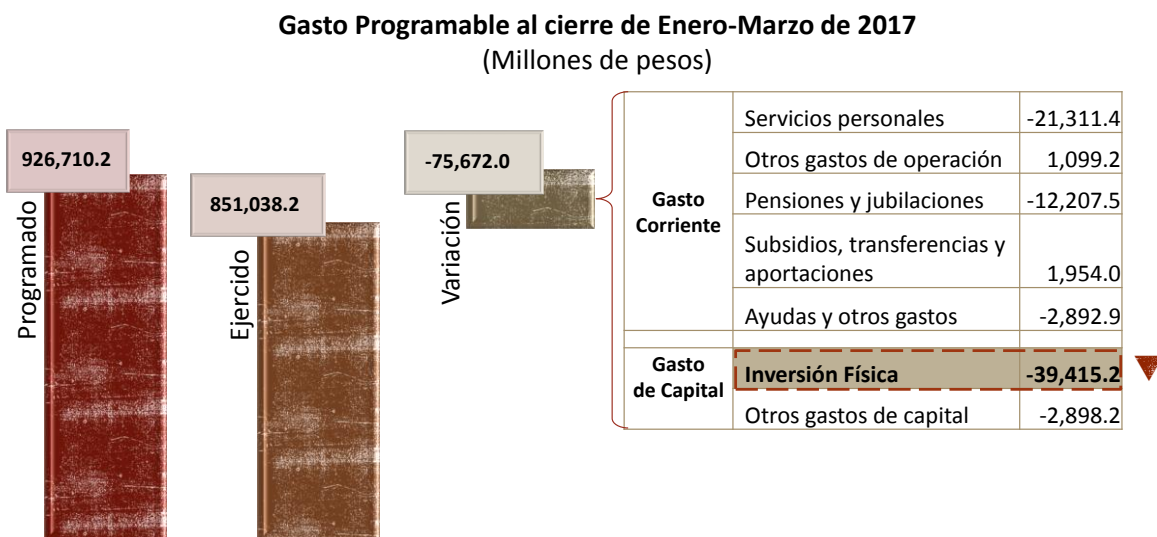 Gasto Programable al cierre de Enero-Marzo de 2017
(Millones de pesos)
926,710.2
Programado
851,038.2
Ejercido
-75,672.0
Variación
Gasto
Corriente
Servicios personales -21,311.4
Otros gastos de operación 1,099.2
Pensiones y jubilaciones -12,207.5
Subsidios, transferencias y
aportaciones 1,954.0
Ayudas y otros gastos -2,892.9
Gasto
de Capital
Inversión Física -39,415.2
Otros gastos de capital -2,898.2